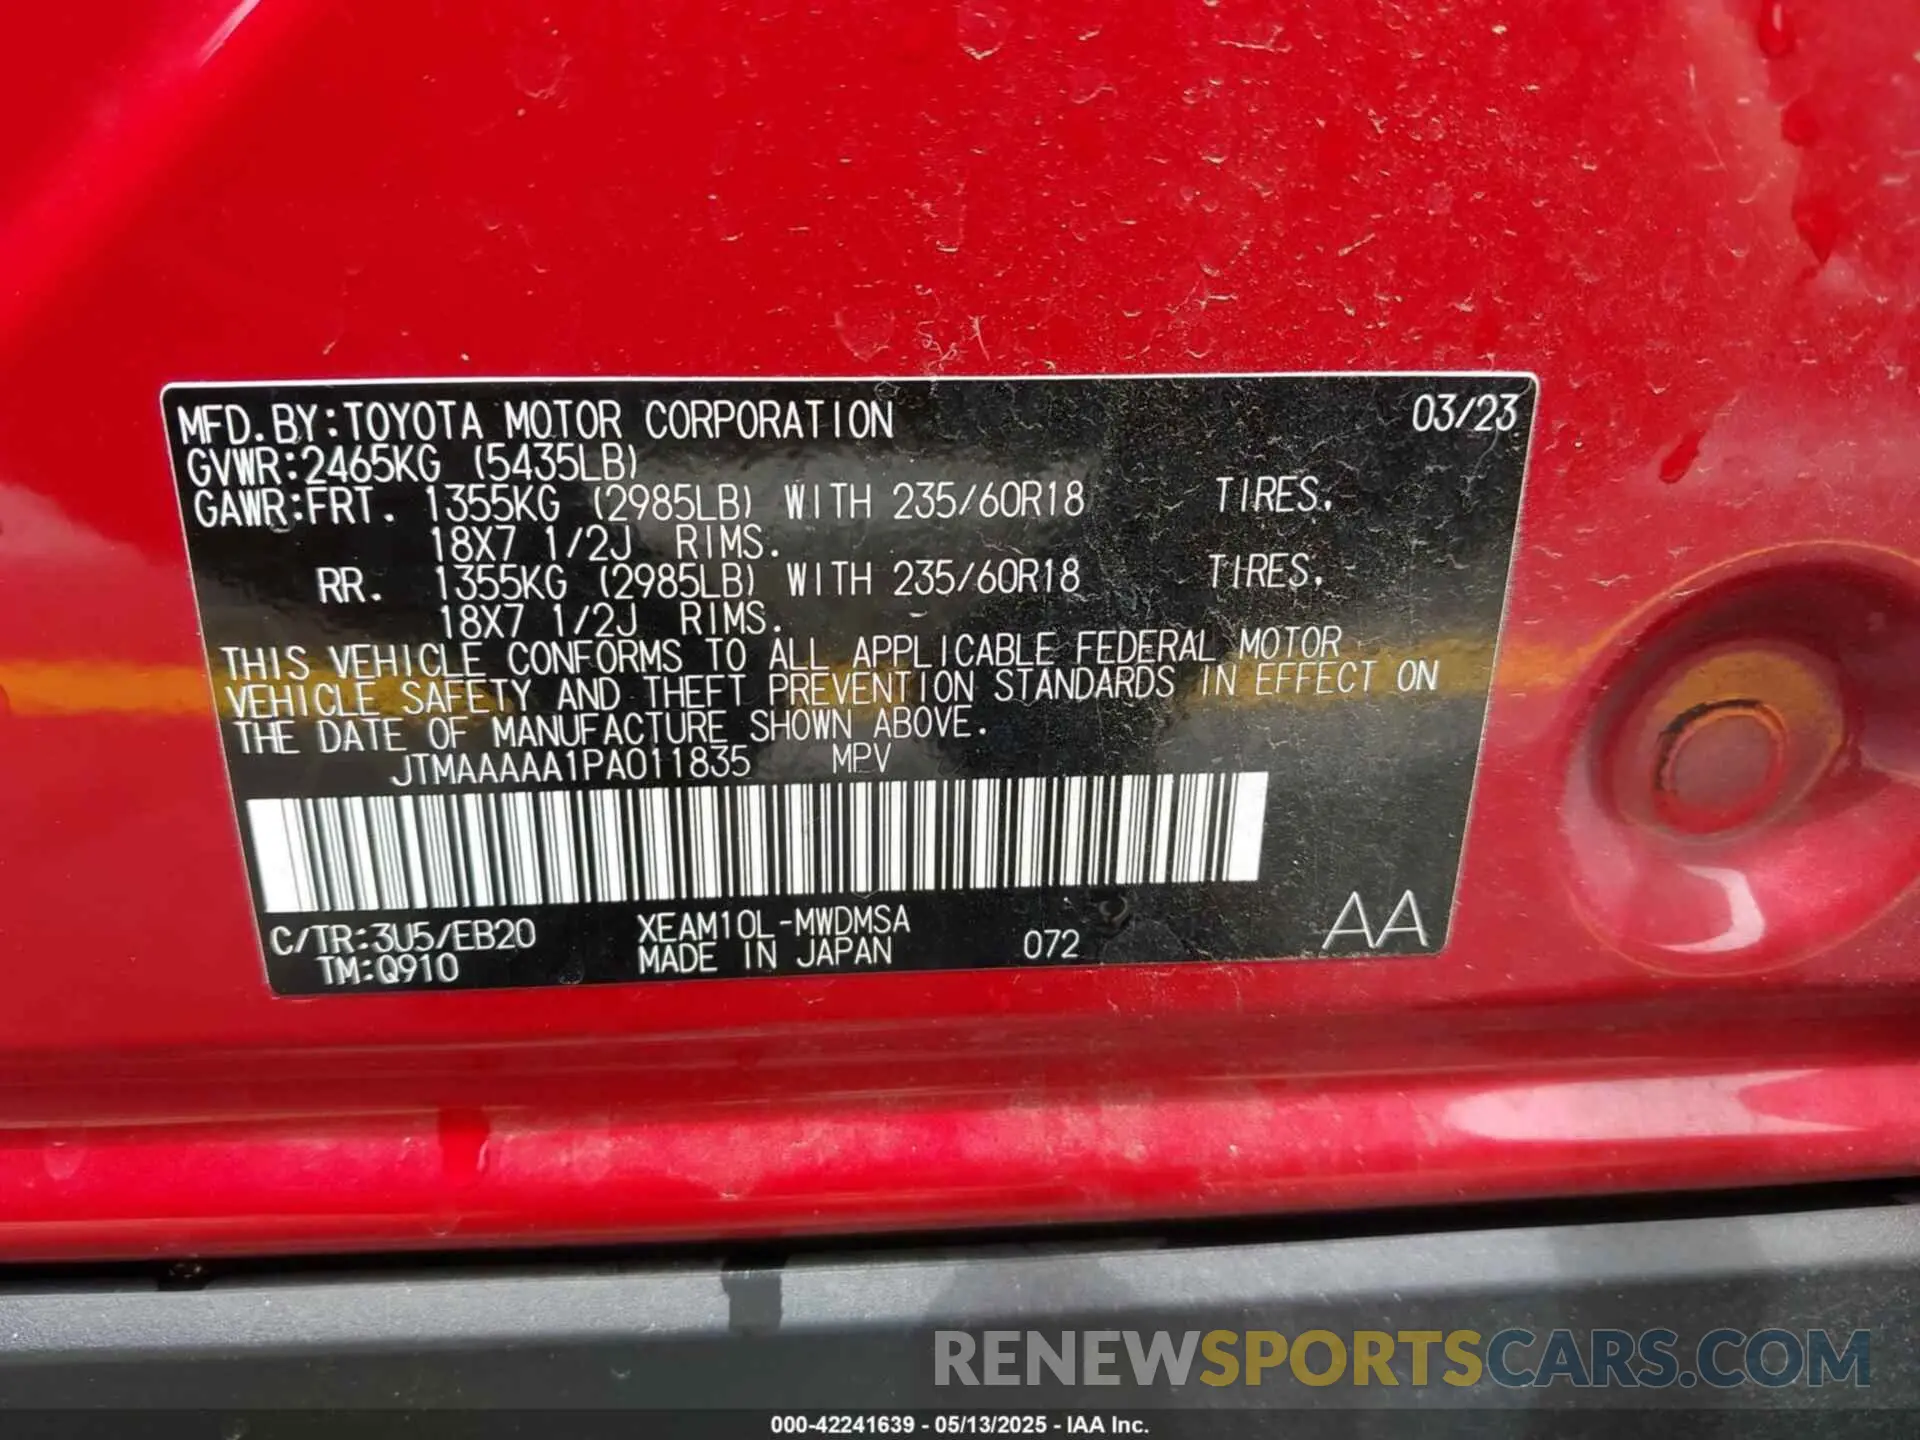 MFD.BY:TOYOTA MOTOR CORPORATION 03/23
GVWR:2465KG (5435LB)
GAWR:FRT. 1355KG (2985LB) WITH 235/60R18 TIRES.
18X7 1/2J RIMS.
RR. 1355KG (2985LB) WITH 235/60R18 TIRES.
18X7 1/2J RIMS.
THIS VEHICLE CONFORMS TO ALL APPLICABLE FEDERAL MOTOR
VEHICLE SAFETY AND THEFT PREVENTION STANDARDS IN EFFECT ON
THE DATE OF MANUFACTURE SHOWN ABOVE.
JTMAAAAA1PA011835 MPV
C/TR:3U5/EB20 XEAM10L-MWDMSA
TM:Q910 MADE IN JAPAN 072 AA
RENEWSPORTSCARS.COM
000-42241639 - 05/13/2025 - IAA Inc.